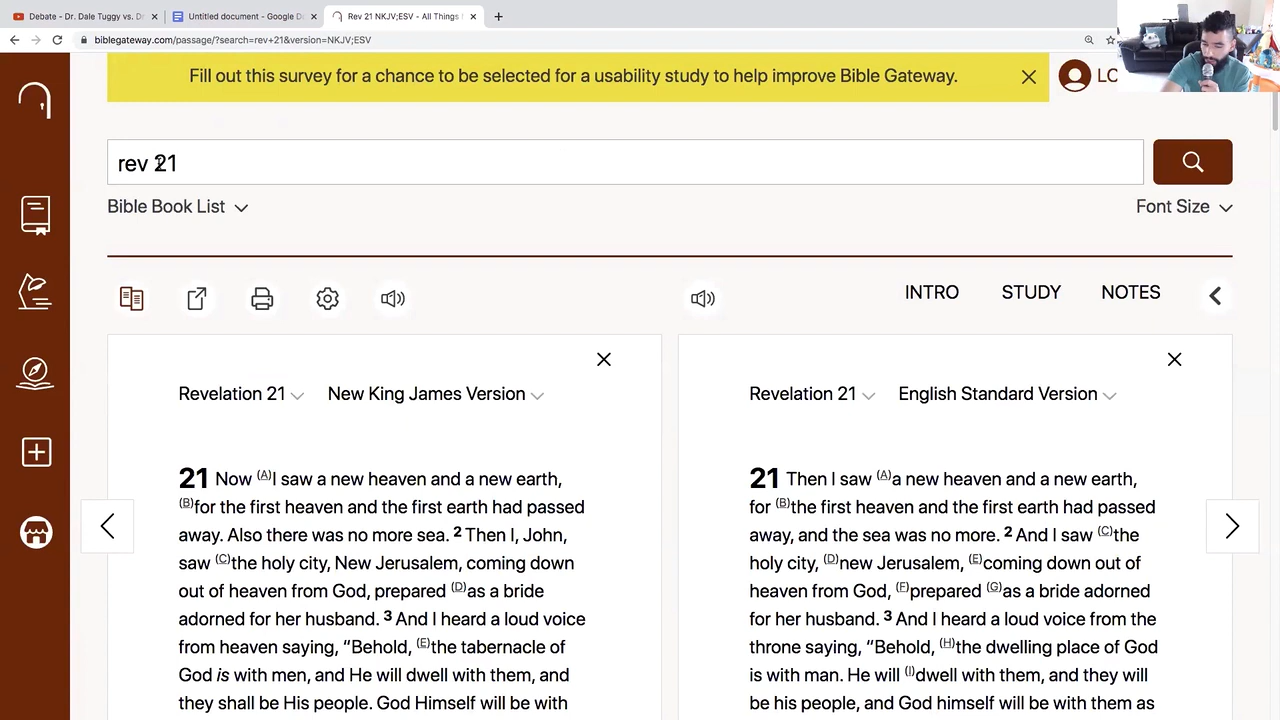 Debate - Dr. Dale Tuggy vs. Dr
Untitled document - Google D
Rev 21 NKJV;ESV - All Things
biblegateway.com/passage/?search=rev+21&version=NKJV;ESV
Fill out this survey for a chance to be selected for a usability study to help improve Bible Gateway.
LO
rev 21
Bible Book List
Font Size
INTRO STUDY NOTES
Revelation 21 New King James Version
21 Now (A)I saw a new heaven and a new earth,
(B)for the first heaven and the first earth had passed
away. Also there was no more sea. 2 Then I, John,
saw (C)the holy city, New Jerusalem, coming down
out of heaven from God, prepared (D)as a bride
adorned for her husband. 3 And I heard a loud voice
from heaven saying, “Behold, (E)the tabernacle of
God is with men, and He will dwell with them, and
they shall be His people. God Himself will be with
Revelation 21 English Standard Version
21 Then I saw (A)a new heaven and a new earth,
for (B)the first heaven and the first earth had passed
away, and the sea was no more. 2 And I saw (C)the
holy city, (D)new Jerusalem, (E)coming down out of
heaven from God, (F)prepared (G)as a bride adorned
for her husband. 3 And I heard a loud voice from the
throne saying, “Behold, (H)the dwelling place of God
is with man. He will (I)dwell with them, and they will
be his people, and God himself will be with them as